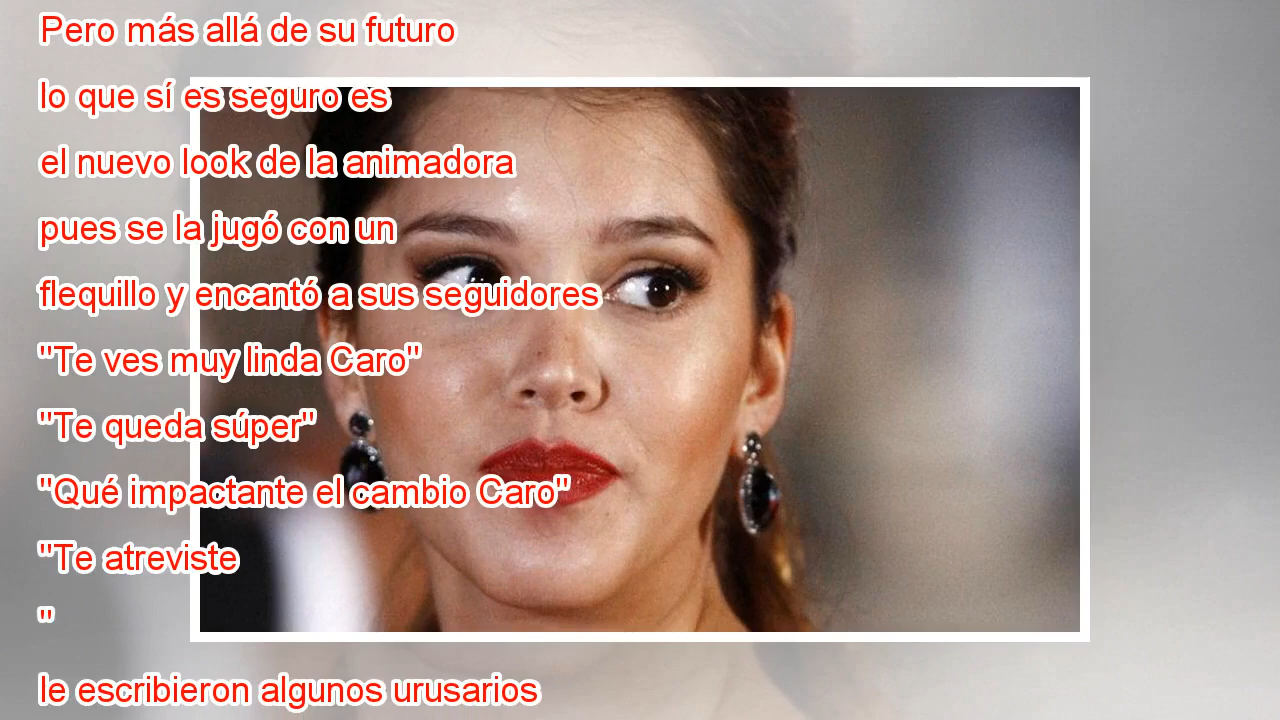 Pero más allá de su futuro
lo que sí es seguro es
el nuevo look de la animadora
pues se la jugó con un
flequillo y encantó a sus seguidores
"Te ves muy linda Caro"
"Te queda súper"
"Qué impactante el cambio Caro"
"Te atreviste
"
le escribieron algunos urusarios